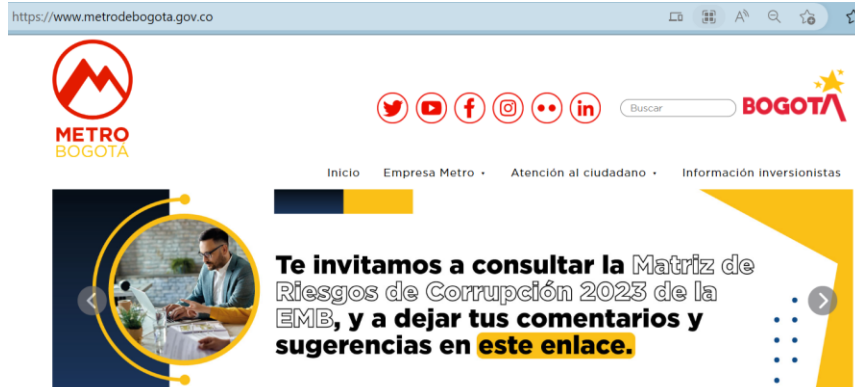 https://www.metrodebogota.gov.co
METRO
BOGOTÁ
Buscar
BOGOTÁ
Inicio Empresa Metro Atención al ciudadano Información inversionistas
Te invitamos a consultar la Matriz de
Riesgos de Corrupción 2023 de la
EMB, y a dejar tus comentarios y
sugerencias en este enlace.